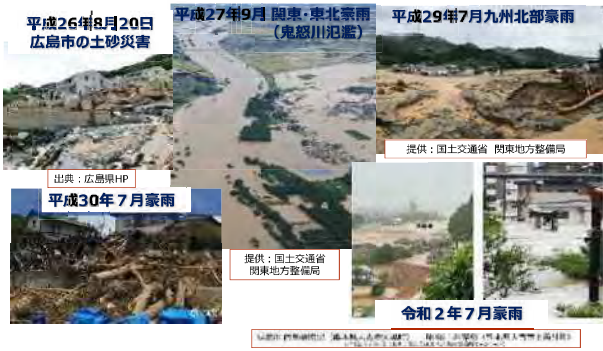 平成26年8月20日
広島市の土砂災害
出典：広島県HP
平成27年9月 関東・東北豪雨
（鬼怒川氾濫）
提供：国土交通省
関東地方整備局
平成29年7月九州北部豪雨
提供：国土交通省 関東地方整備局
平成30年７月豪雨
令和２年７月豪雨